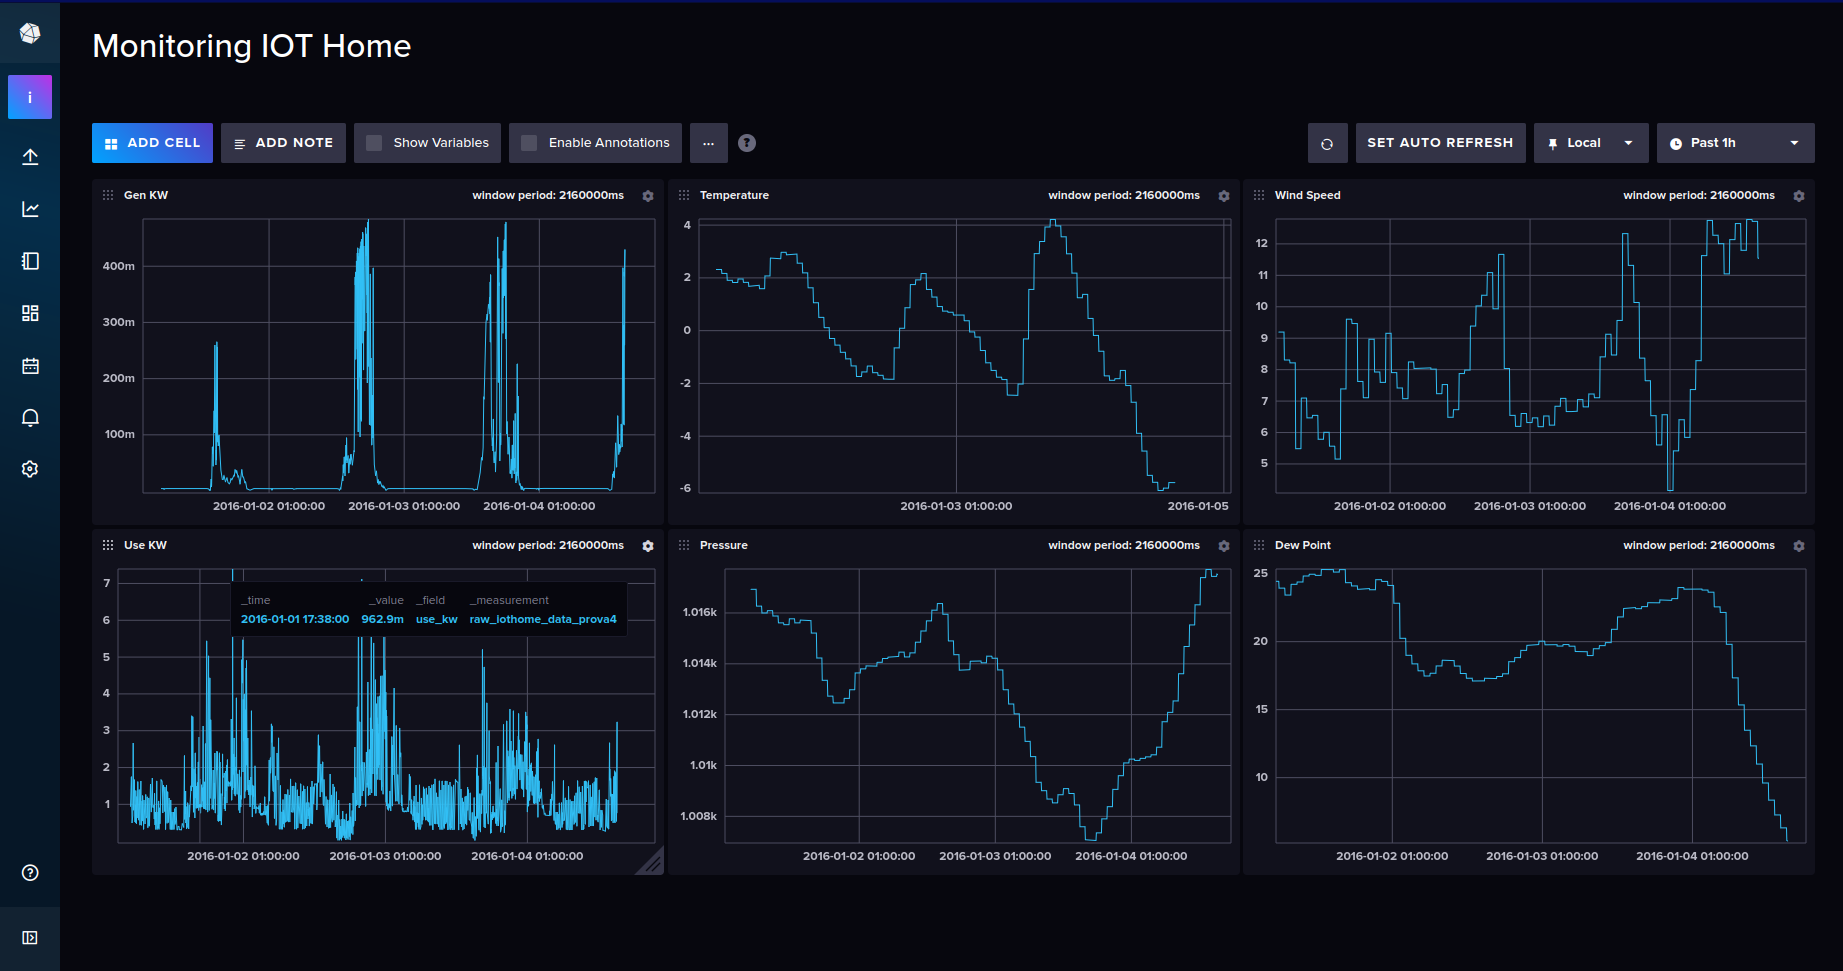 Monitoring IOT Home
i
ADD CELL
ADD NOTE
Show Variables
Enable Annotations
...
?
SET AUTO REFRESH
Local
Past 1h
Gen KW
window period: 2160000ms
400m
300m
200m
100m
2016-01-02 01:00:00
2016-01-03 01:00:00
2016-01-04 01:00:00
Temperature
window period: 2160000ms
4
2
0
-2
-4
-6
2016-01-03 01:00:00
2016-01-05
Wind Speed
window period: 2160000ms
12
11
10
9
8
7
6
5
2016-01-02 01:00:00
2016-01-03 01:00:00
2016-01-04 01:00:00
Use KW
window period: 2160000ms
_time _value _field _measurement
2016-01-01 17:38:00 962.9m use_kw raw_iothome_data_prova4
7
6
5
4
3
2
1
2016-01-02 01:00:00
2016-01-03 01:00:00
2016-01-04 01:00:00
Pressure
window period: 2160000ms
1.016k
1.014k
1.012k
1.01k
1.008k
2016-01-02 01:00:00
2016-01-03 01:00:00
2016-01-04 01:00:00
Dew Point
window period: 2160000ms
25
20
15
10
2016-01-02 01:00:00
2016-01-03 01:00:00
2016-01-04 01:00:00
?